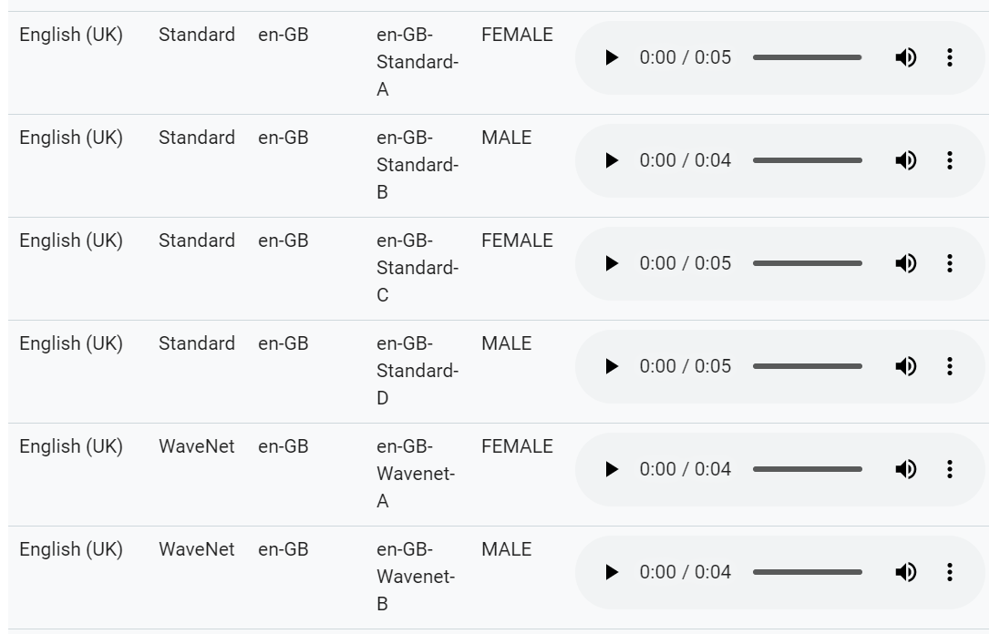 English (UK) Standard en-GB en-GB- FEMALE
Standard-
A
0:00 / 0:05
English (UK) Standard en-GB en-GB- MALE
Standard-
B
0:00 / 0:04
English (UK) Standard en-GB en-GB- FEMALE
Standard-
C
0:00 / 0:05
English (UK) Standard en-GB en-GB- MALE
Standard-
D
0:00 / 0:05
English (UK) WaveNet en-GB en-GB- FEMALE
Wavenet-
A
0:00 / 0:04
English (UK) WaveNet en-GB en-GB- MALE
Wavenet-
B
0:00 / 0:04